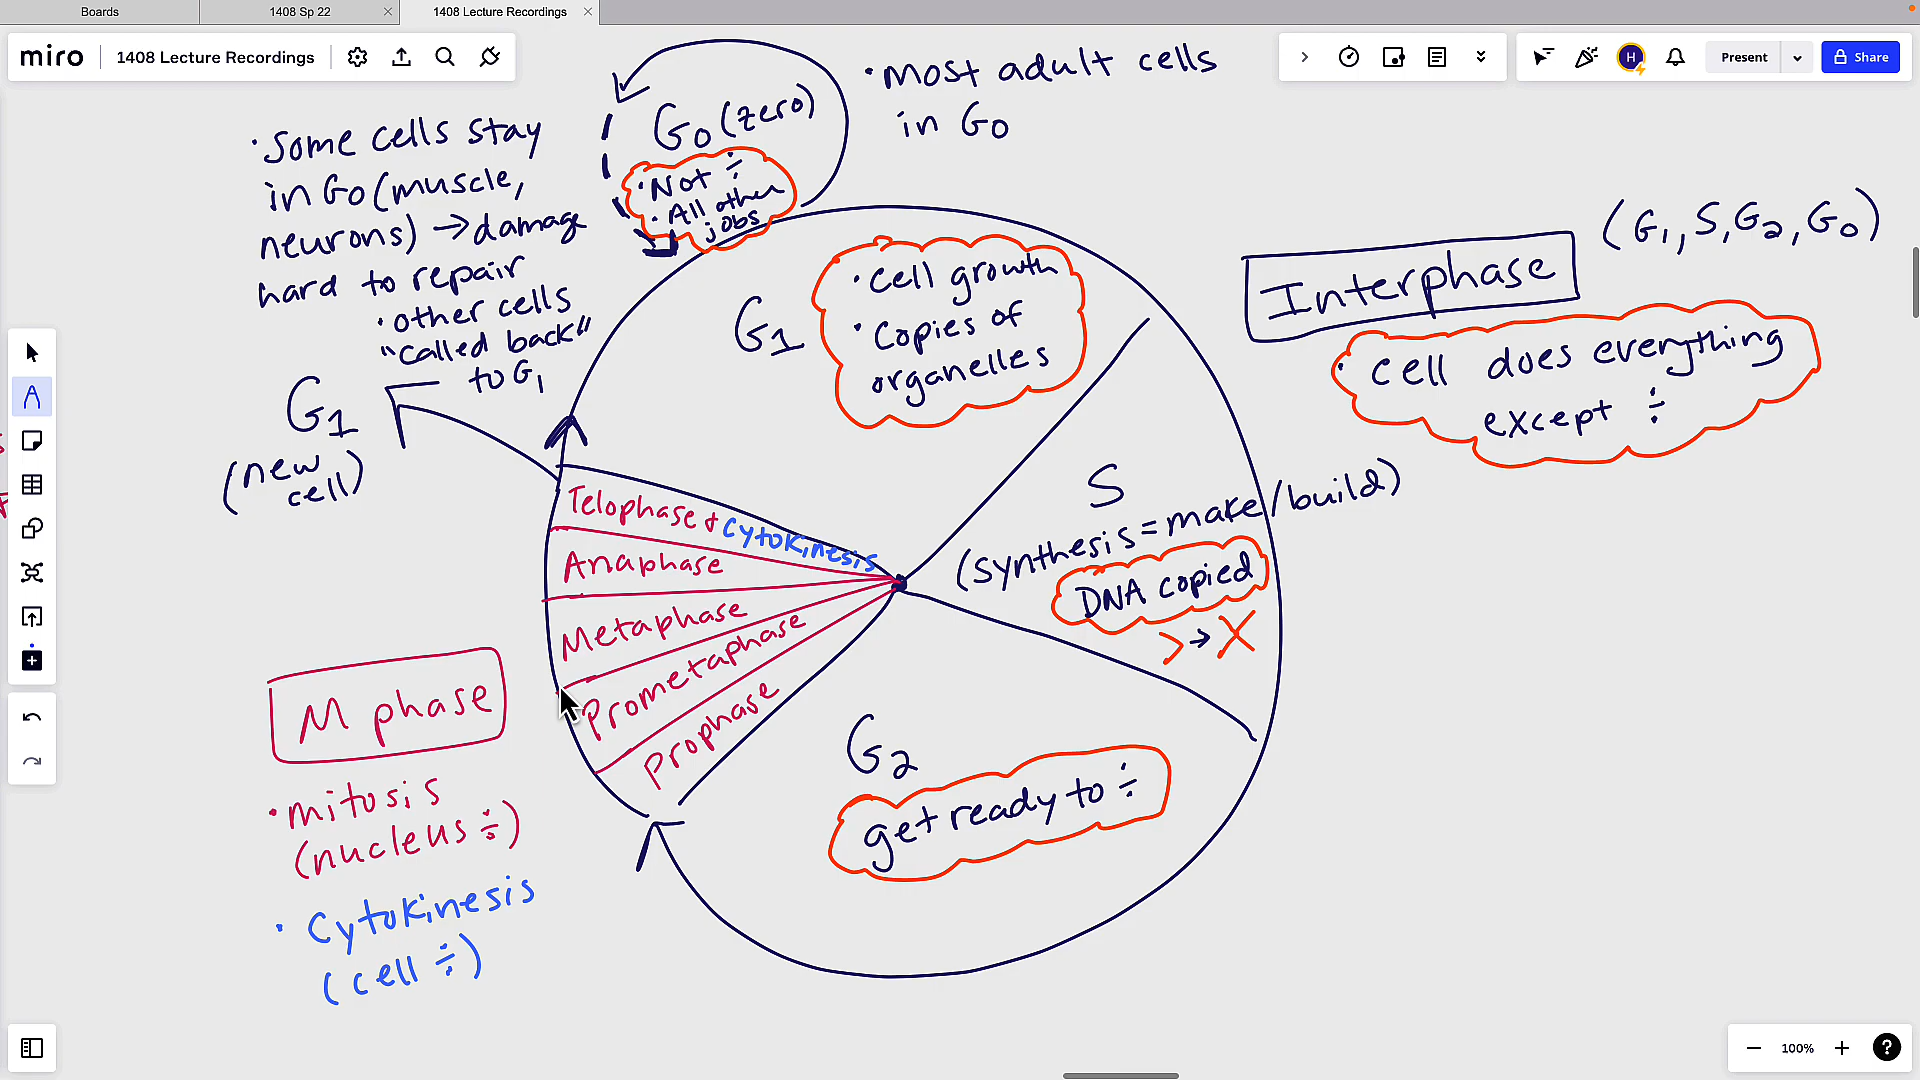 Boards
1408 Sp 22
1408 Lecture Recordings
miro
1408 Lecture Recordings
H
Present
Share
• Some cells stay
in G0 (muscle,
neurons) → damage
hard to repair
• other cells
"called back"
to G1
G0 (zero)
• Not ÷
• All other
jobs
• most adult cells
in G0
(G1, S, G2, G0)
Interphase
• cell does everything
except ÷
G1
• cell growth
• copies of
organelles
G1
(new
cell)
S
(synthesis = make/build)
DNA copied
> → X
Telophase + Cytokinesis
Anaphase
Metaphase
Prometaphase
Prophase
G2
get ready to ÷
M phase
• mitosis
(nucleus ÷)
• Cytokinesis
(cell ÷)
100%
?